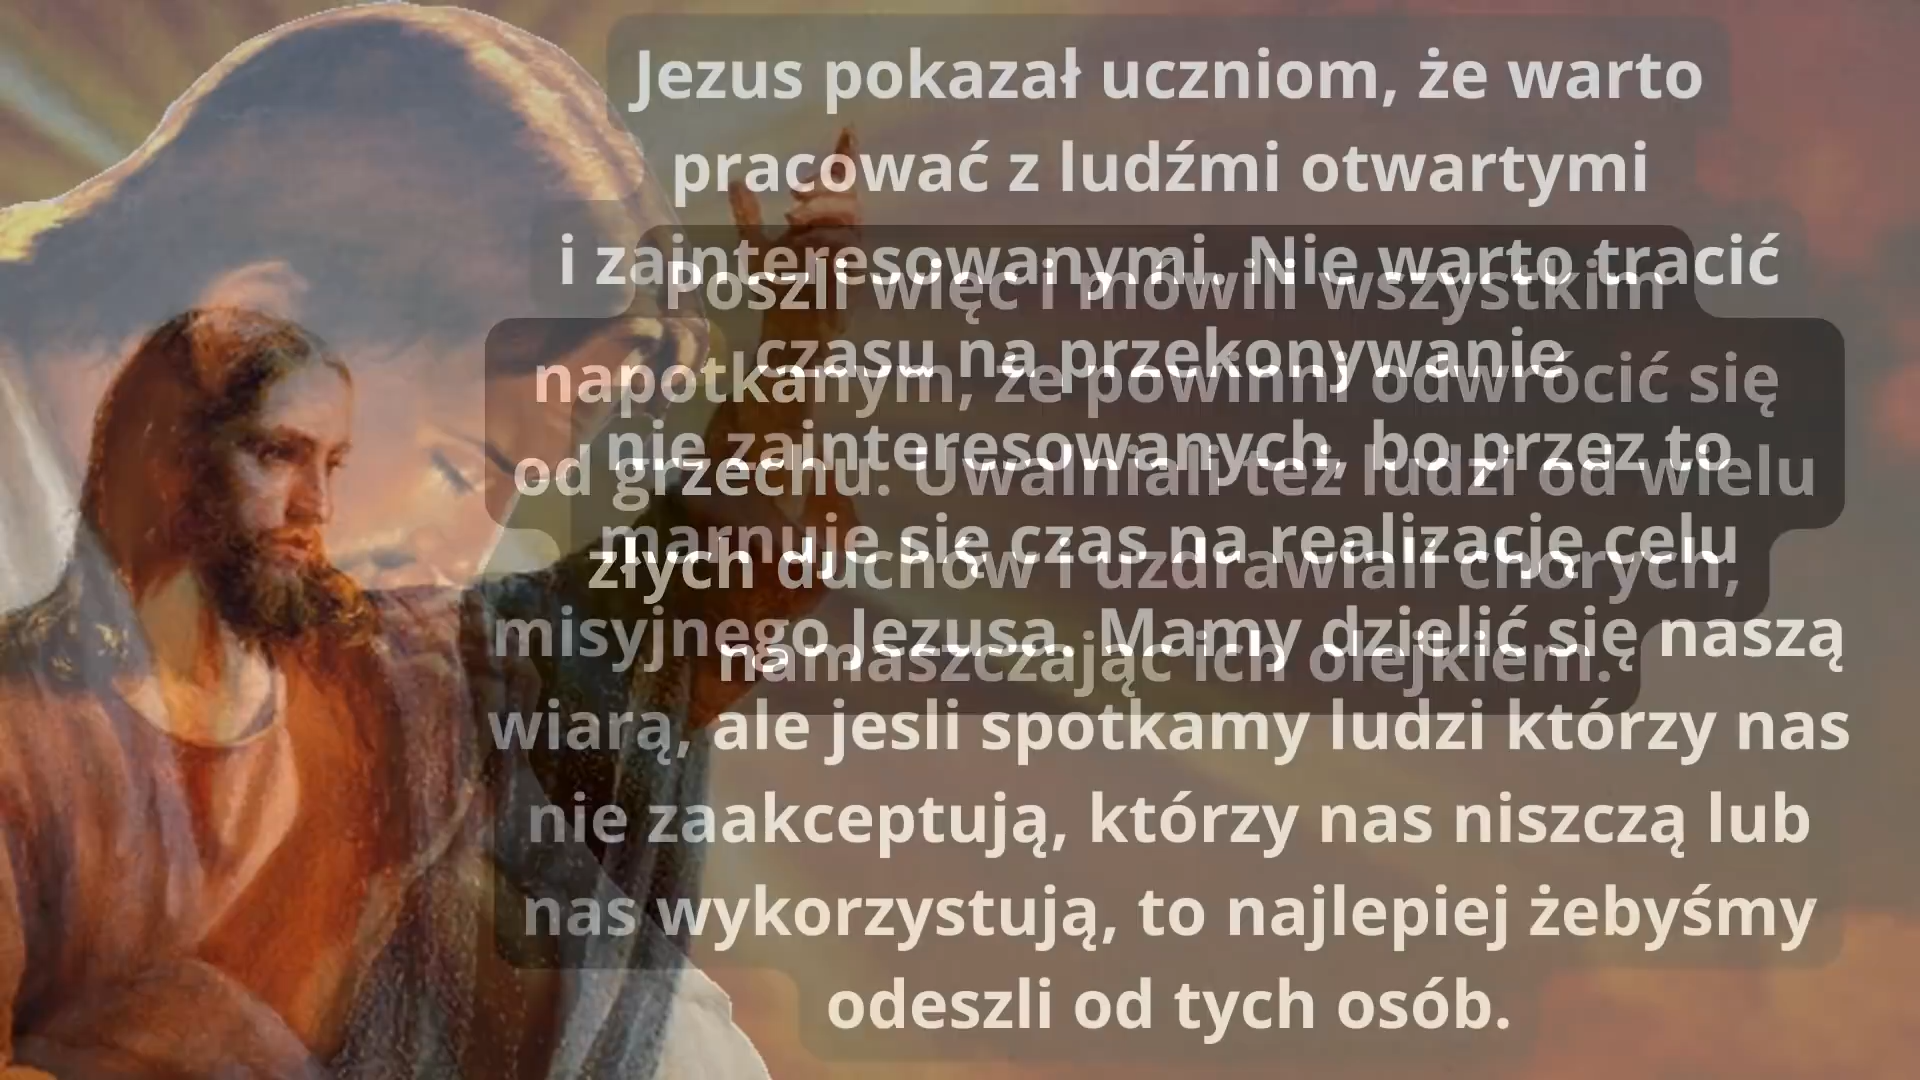 Jezus pokazał uczniom, że warto
pracować z ludźmi otwartymi
i zainteresowanymi. Nie warto tracić
czasu na przekonywanie
nie zainteresowanych, bo przez to
marnuje się czas na realizację celu
misyjnego Jezusa. Mamy dzielić się naszą
wiarą, ale jesli spotkamy ludzi którzy nas
nie zaakceptują, którzy nas niszczą lub
nas wykorzystują, to najlepiej żebyśmy
odeszli od tych osób.
Poszli więc i mówili wszystkim
napotkanym, że powinni odwrócić się
od grzechu. Uwalniali też ludzi od wielu
złych duchów i uzdrawiali chorych,
namaszczając ich olejkiem.